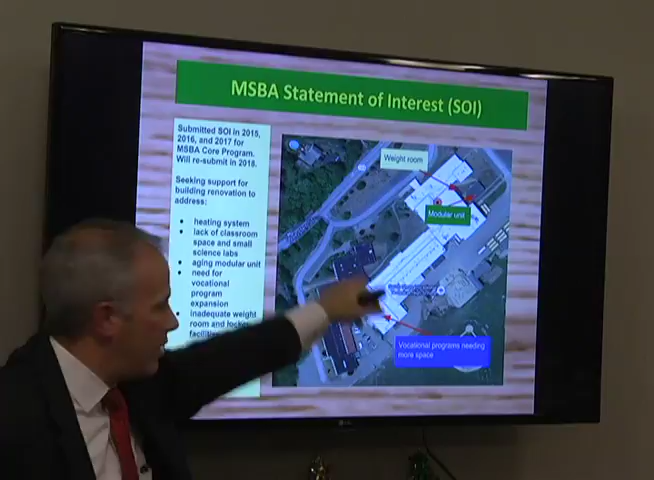 MSBA Statement of Interest (SOI)
Submitted SOI in 2015,
2016, and 2017 for
MSBA Core Program.
Will re-submit in 2018.
Seeking support for
building renovation to
address:
heating system
lack of classroom
space and small
science labs
aging modular unit
need for
vocational
program
expansion
inadequate weight
room and
Weight room
Modular unit
Vocational programs needing
more space
LG